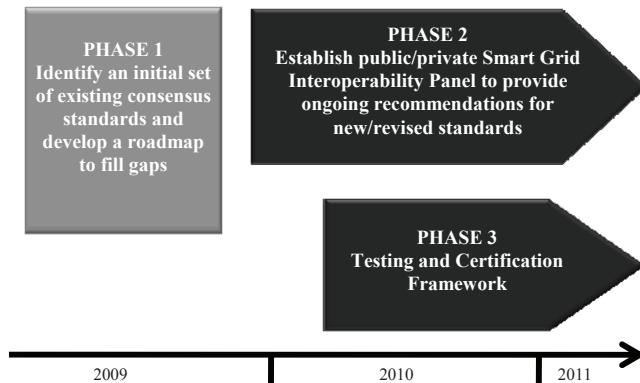 PHASE 1
Identify an initial set
of existing consensus
standards and
develop a roadmap
to fill gaps
PHASE 2
Establish public/private Smart Grid
Interoperability Panel to provide
ongoing recommendations for
new/revised standards
PHASE 3
Testing and Certification
Framework
2009
2010
2011